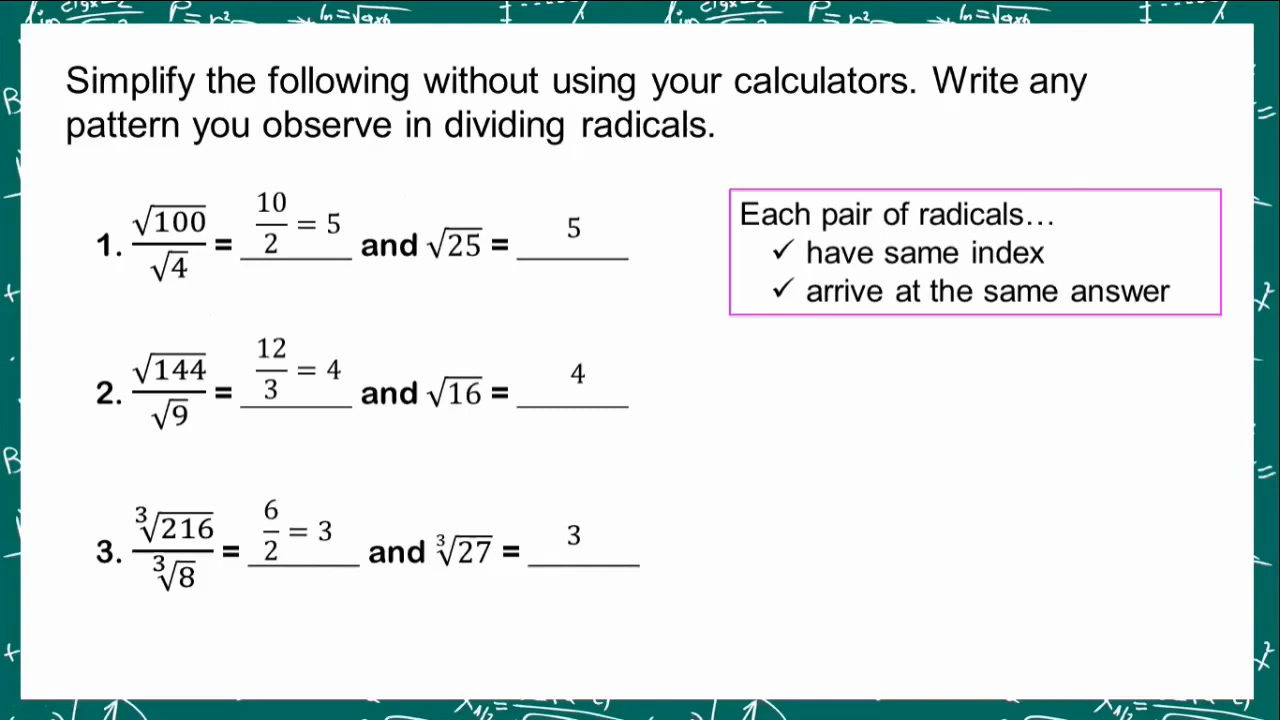 Simplify the following without using your calculators. Write any
pattern you observe in dividing radicals.
1. √100/√4 = 10/2 = 5 and √25 = 5
Each pair of radicals…
✓ have same index
✓ arrive at the same answer
2. √144/√9 = 12/3 = 4 and √16 = 4
3. ∛216/∛8 = 6/2 = 3 and ∛27 = 3